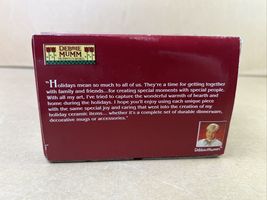 DEBBIE
MUMM
"Holidays mean so much to all of us. They're a time for getting together
with family and friends...for creating special moments with special people.
With all my art, I've tried to capture the wonderful warmth of hearth and
home during the holidays. I hope you'll enjoy using each unique piece
with the same special joy and caring that went into the creation of my
holiday ceramic items... whether it's a complete set of durable dinnerware,
decorative mugs or accessories."
Debbie Mumm